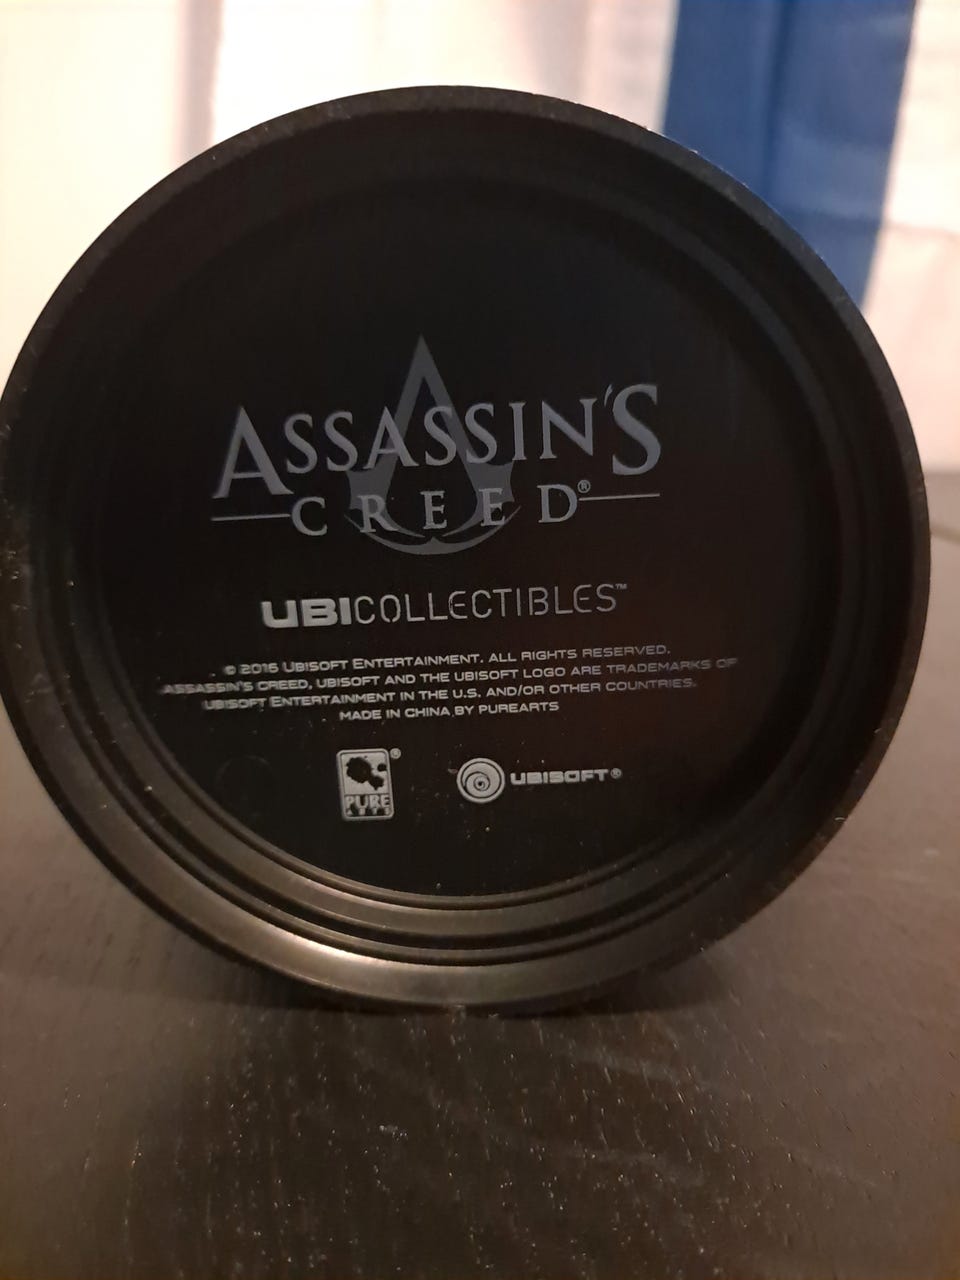 ASSASSIN'S
CREED®
UBICOLLECTIBLES™
© 2016 UBISOFT ENTERTAINMENT. ALL RIGHTS RESERVED.
ASSASSIN'S CREED, UBISOFT AND THE UBISOFT LOGO ARE TRADEMARKS OF
UBISOFT ENTERTAINMENT IN THE U.S. AND/OR OTHER COUNTRIES.
MADE IN CHINA BY PUREARTS
PURE ®
ARTS
UBISOFT®